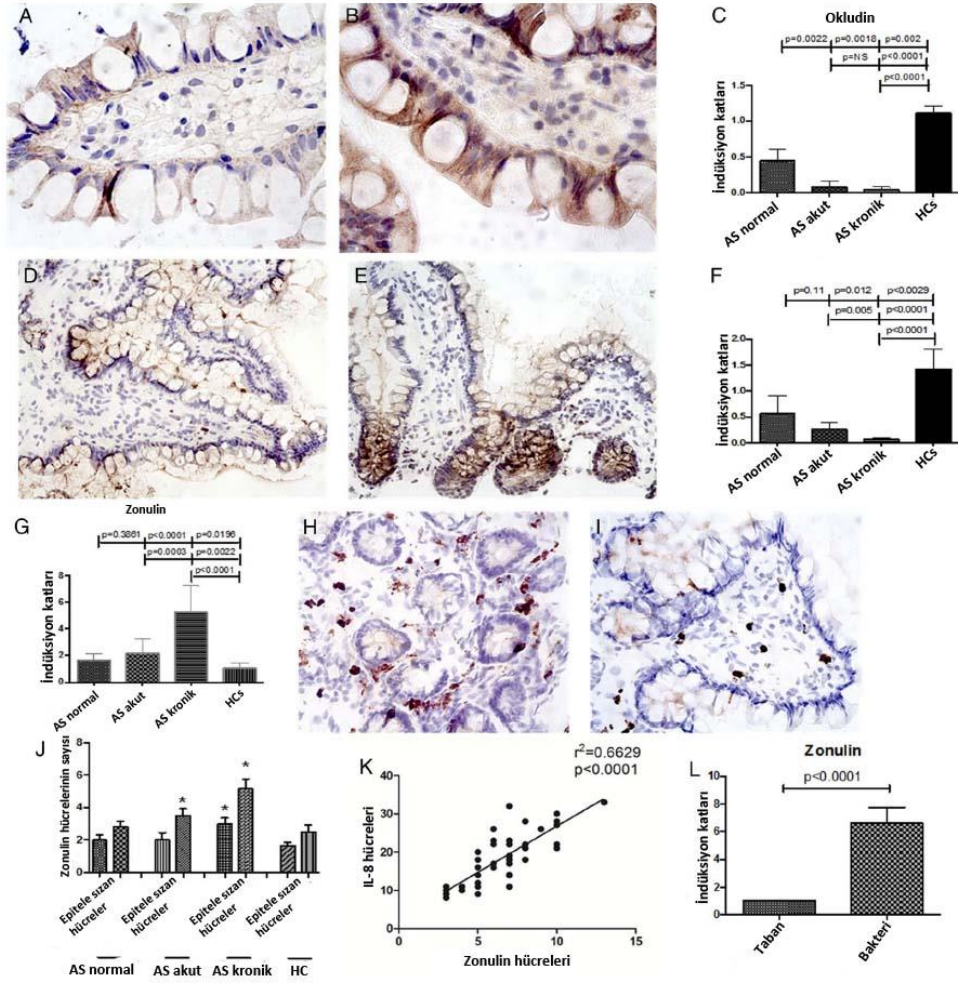 A
B
C
Okludin
p=0.0022 p=0.0018 p=0.002
p=NS p<0.0001
p<0.0001
İndüksiyon katları
1.5
1.0
0.5
0.0
AS normal
AS akut
AS kronik
HCs
D
E
F
p=0.11 p=0.012 p<0.0029
p=0.005 p<0.0001
p<0.0001
İndüksiyon katları
2.0
1.5
1.0
0.5
0.0
AS normal
AS akut
AS kronik
HCs
Zonulin
G
p=0.3861 p<0.0001 p=0.0196
p=0.0003 p=0.0022
p<0.0001
İndüksiyon katları
8
6
4
2
0
AS normal
AS akut
AS kronik
HCs
H
I
J
Zonulin hücrelerinin sayısı
8
6
4
2
0
* * *
Epitele sızan
hücreler
Epitele sızan
hücreler
Epitele sızan
hücreler
Epitele sızan
hücreler
AS normal AS akut AS kronik HC
K
r²=0.6629
p<0.0001
IL-8 hücreleri
40
30
20
10
0
0 5 10 15
Zonulin hücreleri
L
Zonulin
p<0.0001
İndüksiyon katları
10
8
6
4
2
0
Taban
Bakteri